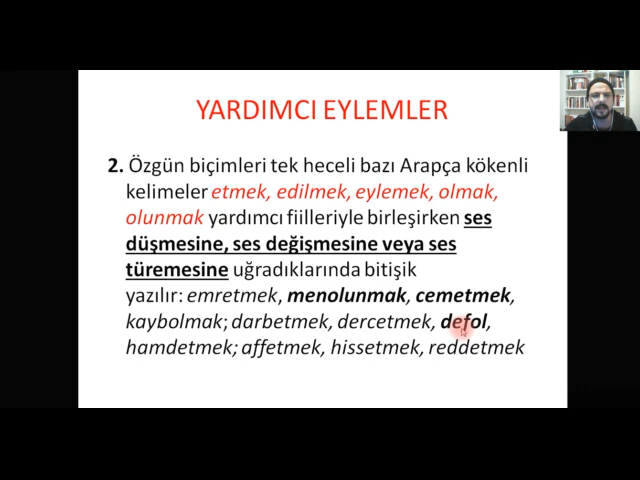 YARDIMCI EYLEMLER
2. Özgün biçimleri tek heceli bazı Arapça kökenli
kelimeler etmek, edilmek, eylemek, olmak,
olunmak yardımcı fiilleriyle birleşirken ses
düşmesine, ses değişmesine veya ses
türemesine uğradıklarında bitişik
yazılır: emretmek, menolunmak, cemetmek,
kaybolmak; darbetmek, dercetmek, defol,
hamdetmek; affetmek, hissetmek, reddetmek